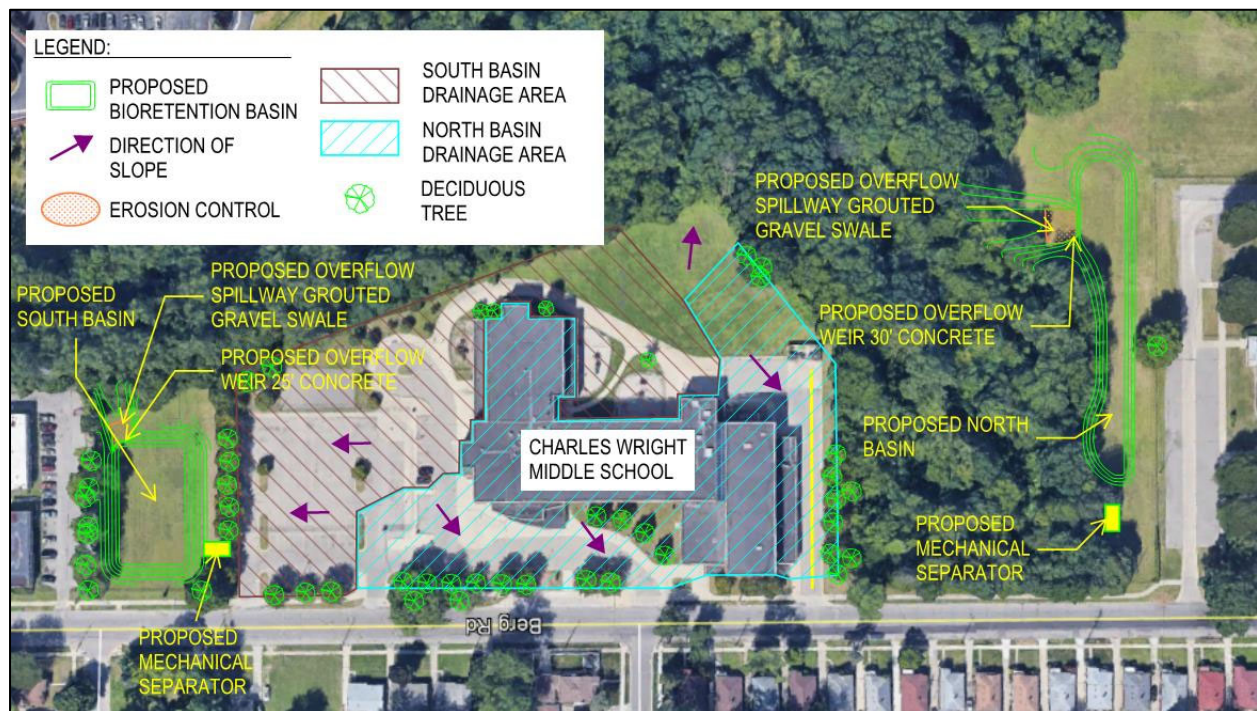 LEGEND:
PROPOSED
BIORETENTION BASIN
DIRECTION OF
SLOPE
EROSION CONTROL
SOUTH BASIN
DRAINAGE AREA
NORTH BASIN
DRAINAGE AREA
DECIDUOUS
TREE
PROPOSED
SOUTH BASIN
PROPOSED OVERFLOW
SPILLWAY GROUTED
GRAVEL SWALE
PROPOSED OVERFLOW
WEIR 25' CONCRETE
PROPOSED
MECHANICAL
SEPARATOR
CHARLES WRIGHT
MIDDLE SCHOOL
PROPOSED OVERFLOW
SPILLWAY GROUTED
GRAVEL SWALE
PROPOSED OVERFLOW
WEIR 30' CONCRETE
PROPOSED NORTH
BASIN
PROPOSED
MECHANICAL
SEPARATOR
Berg Rd